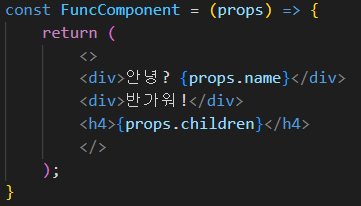 const FuncComponent = (props) => {
    return (
        <>
        <div>안녕? {props.name}</div>
        <div>반가워!</div>
        <h4>{props.children}</h4>
        </>
    );
}